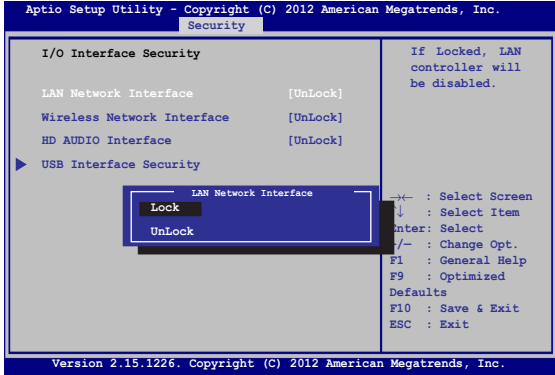 Aptio Setup Utility - Copyright (C) 2012 American Megatrends, Inc.
Security
I/O Interface Security
LAN Network Interface [UnLock]
Wireless Network Interface [UnLock]
HD AUDIO Interface [UnLock]
USB Interface Security
If Locked, LAN
controller will
be disabled.
LAN Network Interface
Lock
UnLock
→← : Select Screen
↑↓ : Select Item
Enter: Select
+/— : Change Opt.
F1 : General Help
F9 : Optimized
Defaults
F10 : Save & Exit
ESC : Exit
Version 2.15.1226. Copyright (C) 2012 American Megatrends, Inc.